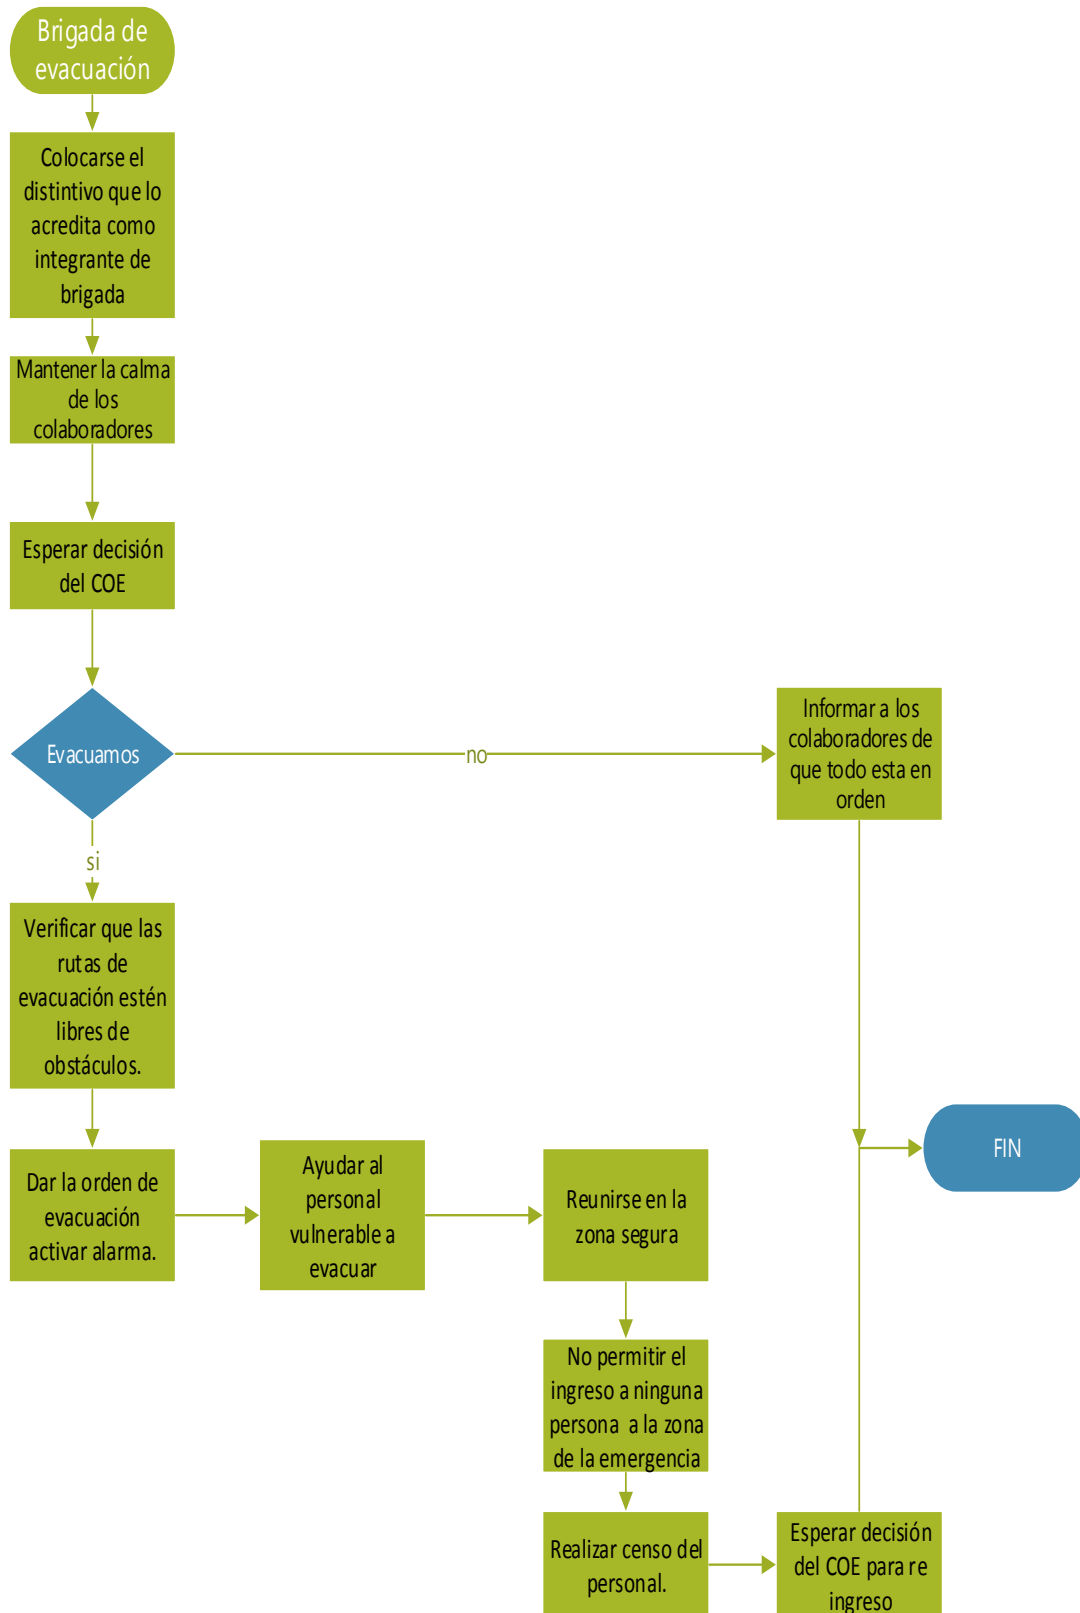 Brigada de
evacuación
Colocarse el
distintivo que lo
acredita como
integrante de
brigada
Mantener la calma
de los
colaboradores
Esperar decisión
del COE
Evacuamos
no
Informar a los
colaboradores de
que todo esta en
orden
si
Verificar que las
rutas de
evacuación estén
libres de
obstáculos.
Dar la orden de
evacuación
activar alarma.
Ayudar al
personal
vulnerable a
evacuar
Reunirse en la
zona segura
FIN
No permitir el
ingreso a ninguna
persona a la zona
de la emergencia
Realizar censo del
personal.
Esperar decisión
del COE para re
ingreso